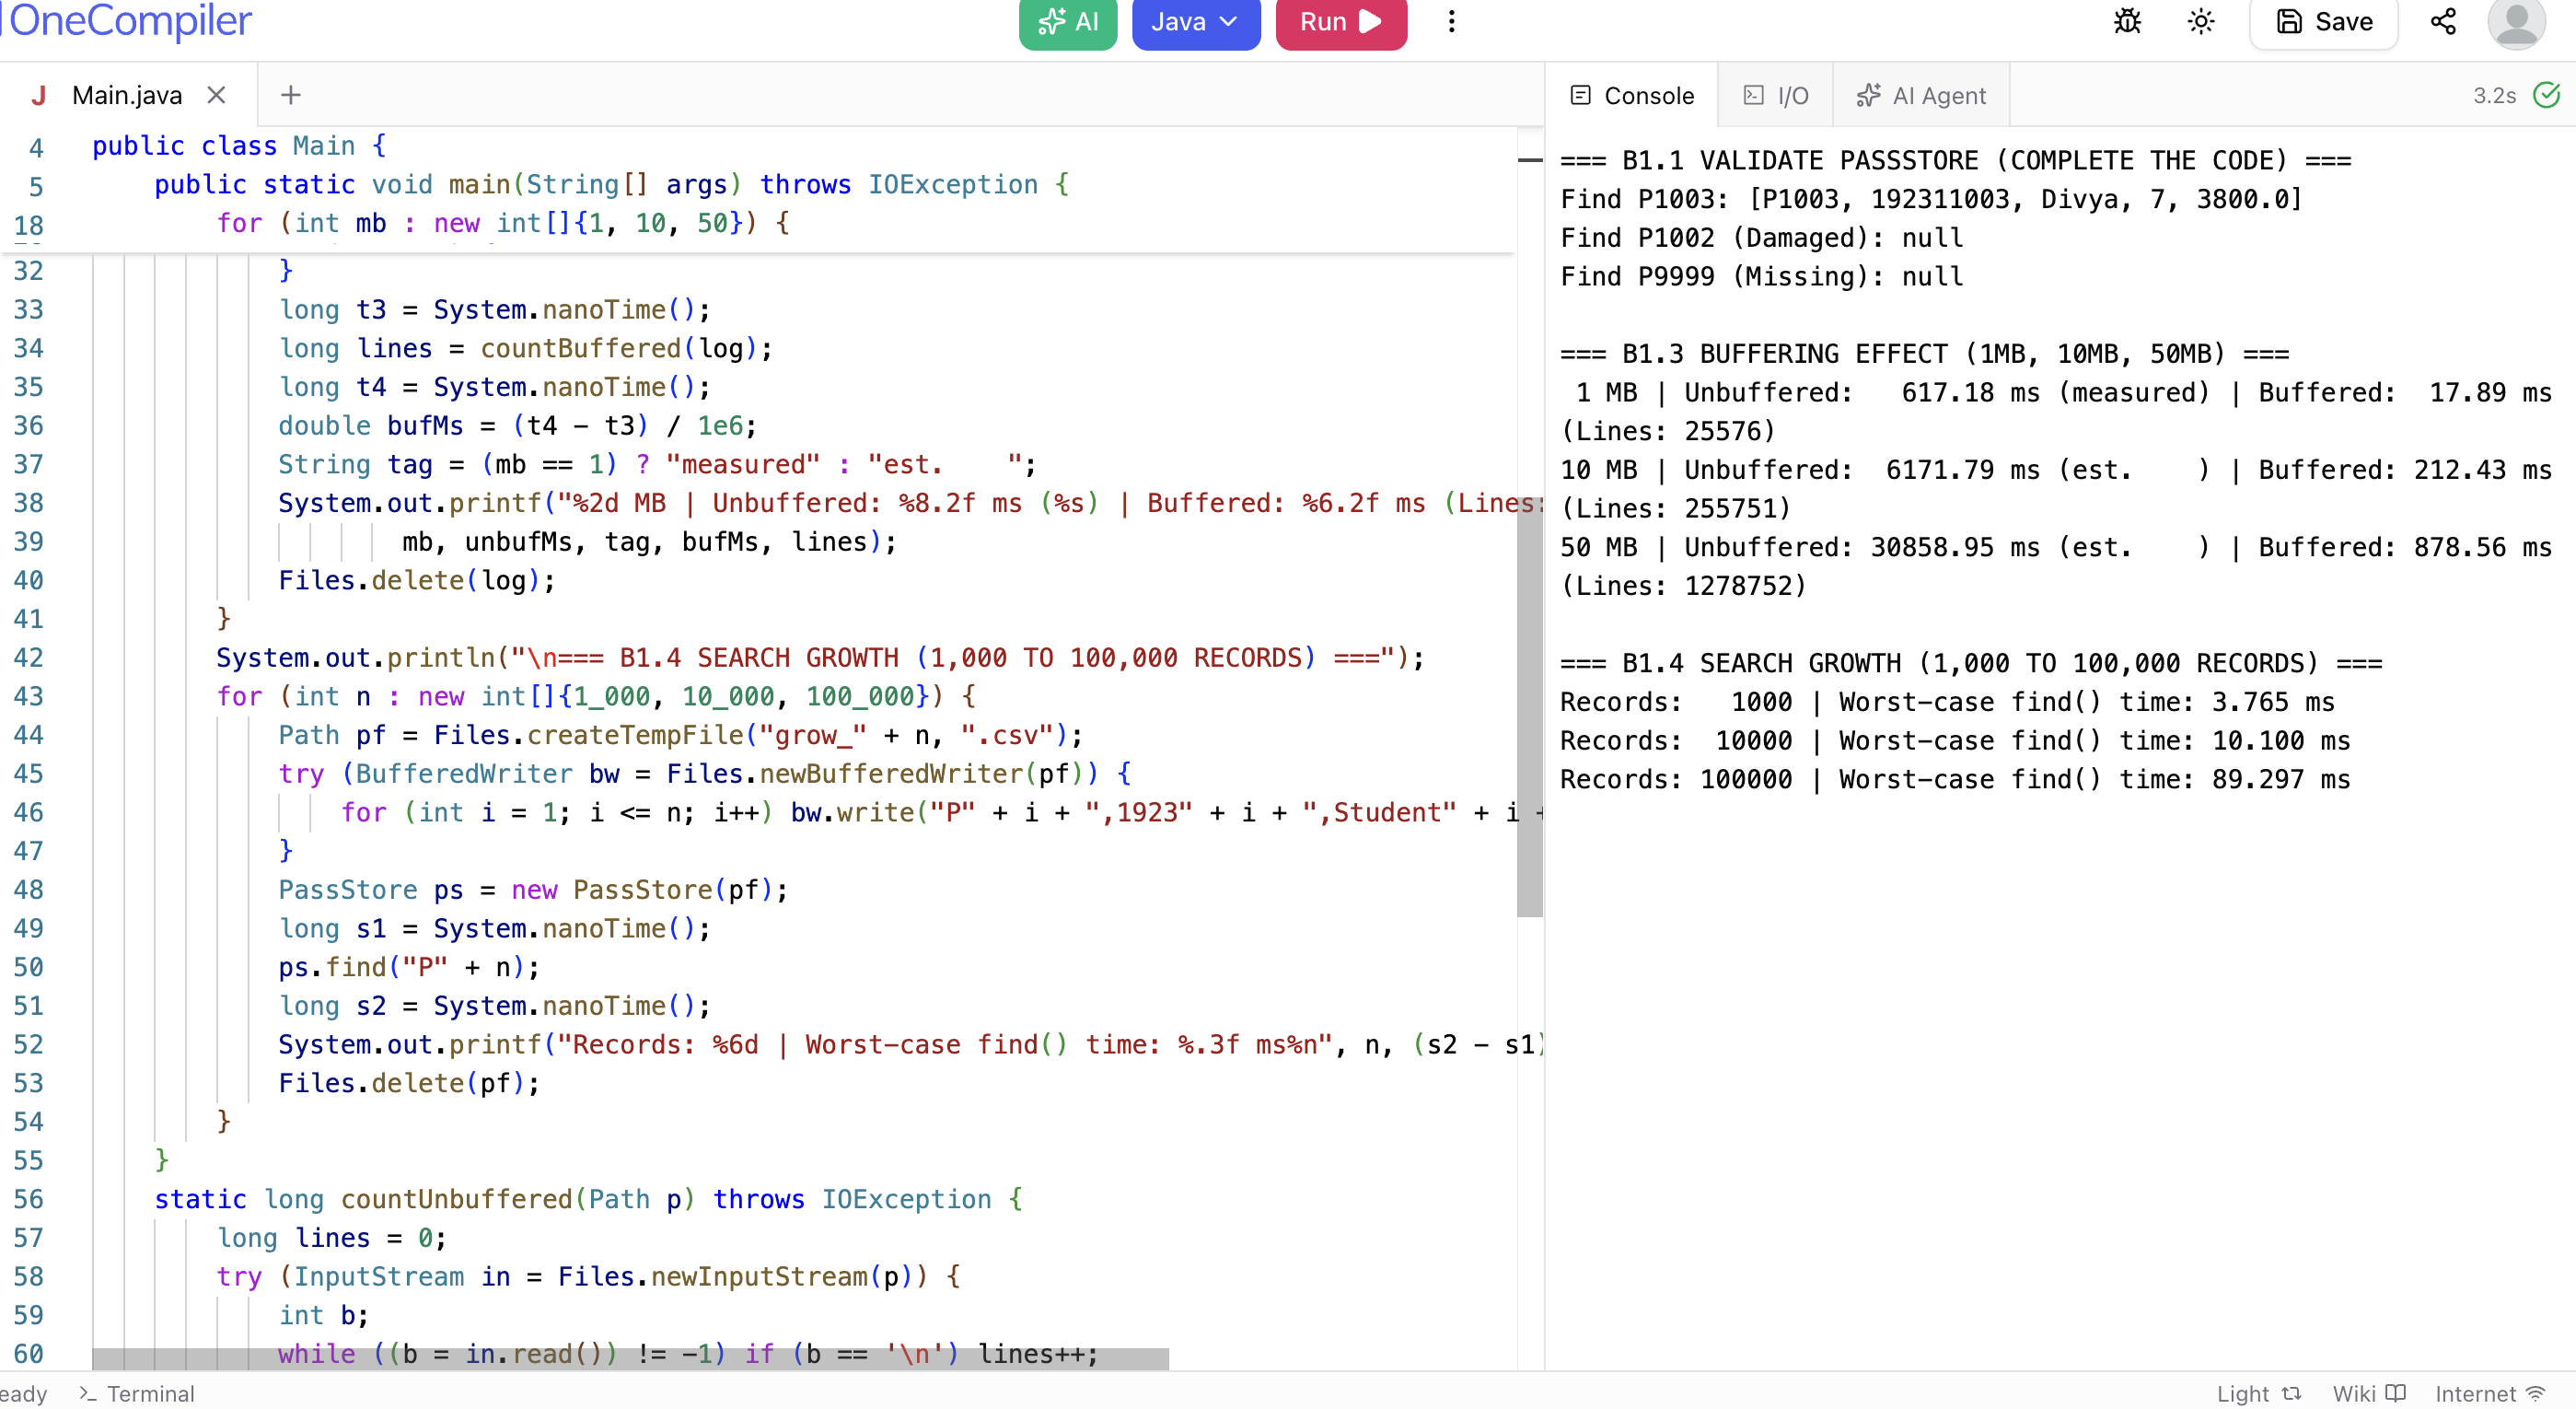 OneCompiler
AI
Java
Run
Save
J Main.java
Console
I/O
AI Agent
3.2s
4 public class Main {
5 public static void main(String[] args) throws IOException {
18 for (int mb : new int[]{1, 10, 50}) {
32 }
33 long t3 = System.nanoTime();
34 long lines = countBuffered(log);
35 long t4 = System.nanoTime();
36 double bufMs = (t4 - t3) / 1e6;
37 String tag = (mb == 1) ? "measured" : "est.    ";
38 System.out.printf("%2d MB | Unbuffered: %8.2f ms (%s) | Buffered: %6.2f ms (Lines:
39 mb, unbufMs, tag, bufMs, lines);
40 Files.delete(log);
41 }
42 System.out.println("\n=== B1.4 SEARCH GROWTH (1,000 TO 100,000 RECORDS) ===");
43 for (int n : new int[]{1_000, 10_000, 100_000}) {
44 Path pf = Files.createTempFile("grow_" + n, ".csv");
45 try (BufferedWriter bw = Files.newBufferedWriter(pf)) {
46 for (int i = 1; i <= n; i++) bw.write("P" + i + ",1923" + i + ",Student" + i +
47 }
48 PassStore ps = new PassStore(pf);
49 long s1 = System.nanoTime();
50 ps.find("P" + n);
51 long s2 = System.nanoTime();
52 System.out.printf("Records: %6d | Worst-case find() time: %.3f ms%n", n, (s2 - s1)
53 Files.delete(pf);
54 }
55 }
56 static long countUnbuffered(Path p) throws IOException {
57 long lines = 0;
58 try (InputStream in = Files.newInputStream(p)) {
59 int b;
60 while ((b = in.read()) != -1) if (b == '\n') lines++;
=== B1.1 VALIDATE PASSSTORE (COMPLETE THE CODE) ===
Find P1003: [P1003, 192311003, Divya, 7, 3800.0]
Find P1002 (Damaged): null
Find P9999 (Missing): null
=== B1.3 BUFFERING EFFECT (1MB, 10MB, 50MB) ===
1 MB | Unbuffered:   617.18 ms (measured) | Buffered:  17.89 ms
(Lines: 25576)
10 MB | Unbuffered:  6171.79 ms (est.    ) | Buffered: 212.43 ms
(Lines: 255751)
50 MB | Unbuffered: 30858.95 ms (est.    ) | Buffered: 878.56 ms
(Lines: 1278752)
=== B1.4 SEARCH GROWTH (1,000 TO 100,000 RECORDS) ===
Records:   1000 | Worst-case find() time: 3.765 ms
Records:  10000 | Worst-case find() time: 10.100 ms
Records: 100000 | Worst-case find() time: 89.297 ms
eady
Terminal
Light
Wiki
Internet